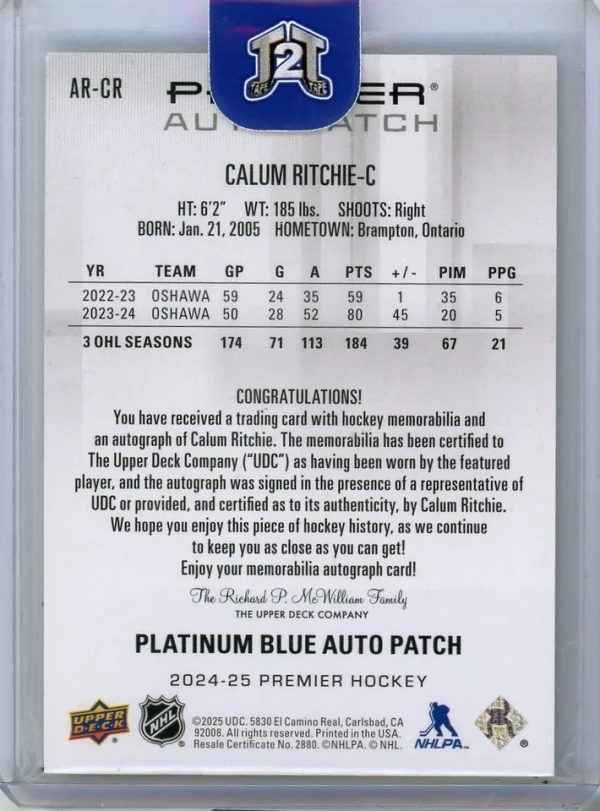 TAPE 2 TAPE
AR-CR
AUTO PATCH
CALUM RITCHIE-C
HT: 6'2" WT: 185 lbs. SHOOTS: Right
BORN: Jan. 21, 2005 HOMETOWN: Brampton, Ontario
YR TEAM GP G A PTS +/- PIM PPG
2022-23 OSHAWA 59 24 35 59 1 35 6
2023-24 OSHAWA 50 28 52 80 45 20 5
3 OHL SEASONS 174 71 113 184 39 67 21
CONGRATULATIONS!
You have received a trading card with hockey memorabilia and
an autograph of Calum Ritchie. The memorabilia has been certified to
The Upper Deck Company ("UDC") as having been worn by the featured
player, and the autograph was signed in the presence of a representative of
UDC or provided, and certified as to its authenticity, by Calum Ritchie.
We hope you enjoy this piece of hockey history, as we continue
to keep you as close as you can get!
Enjoy your memorabilia autograph card!
The Richard P. McWilliam Family
THE UPPER DECK COMPANY
PLATINUM BLUE AUTO PATCH
2024-25 PREMIER HOCKEY
UPPER DECK ®
NHL ®
©2025 UDC. 5830 El Camino Real, Carlsbad, CA
92008. All rights reserved. Printed in the USA.
Resale Certificate No. 2880. ©NHLPA. © NHL.
NHLPA™
®